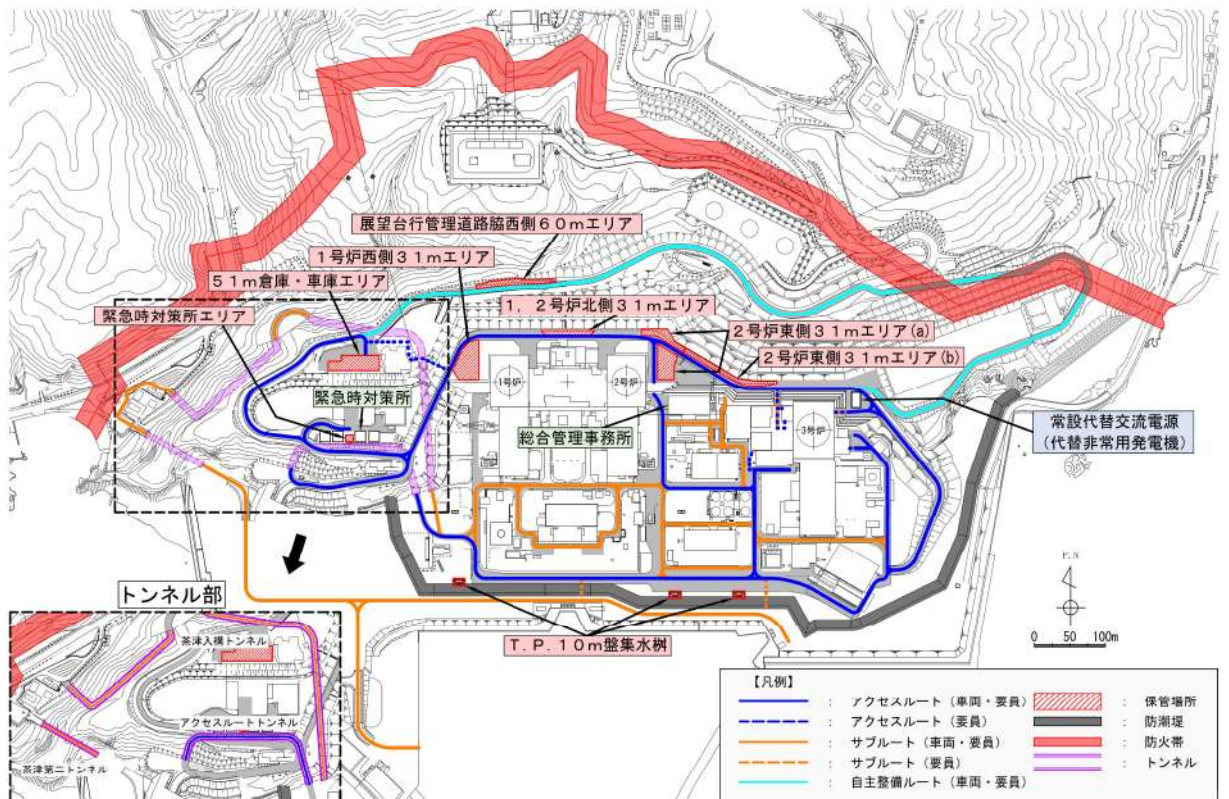 展望台行管理道路脇西側60mエリア
1号炉西側31mエリア
51m倉庫・車庫エリア
緊急時対策所エリア
1,2号炉北側31mエリア
2号炉東側31mエリア(a)
2号炉東側31mエリア(b)
緊急時対策所
1号炉
2号炉
総合管理事務所
3号炉
常設代替交流電源
(代替非常用発電機)
トンネル部
茶津入構トンネル
アクセスルートトンネル
茶津第二トンネル
T.P.10m盤集水桝
P.N
0 50 100m
【凡例】
: アクセスルート(車両・要員)
: アクセスルート(要員)
: サブルート(車両・要員)
: サブルート(要員)
: 自主整備ルート(車両・要員)
: 保管場所
: 防潮堤
: 防火帯
: トンネル